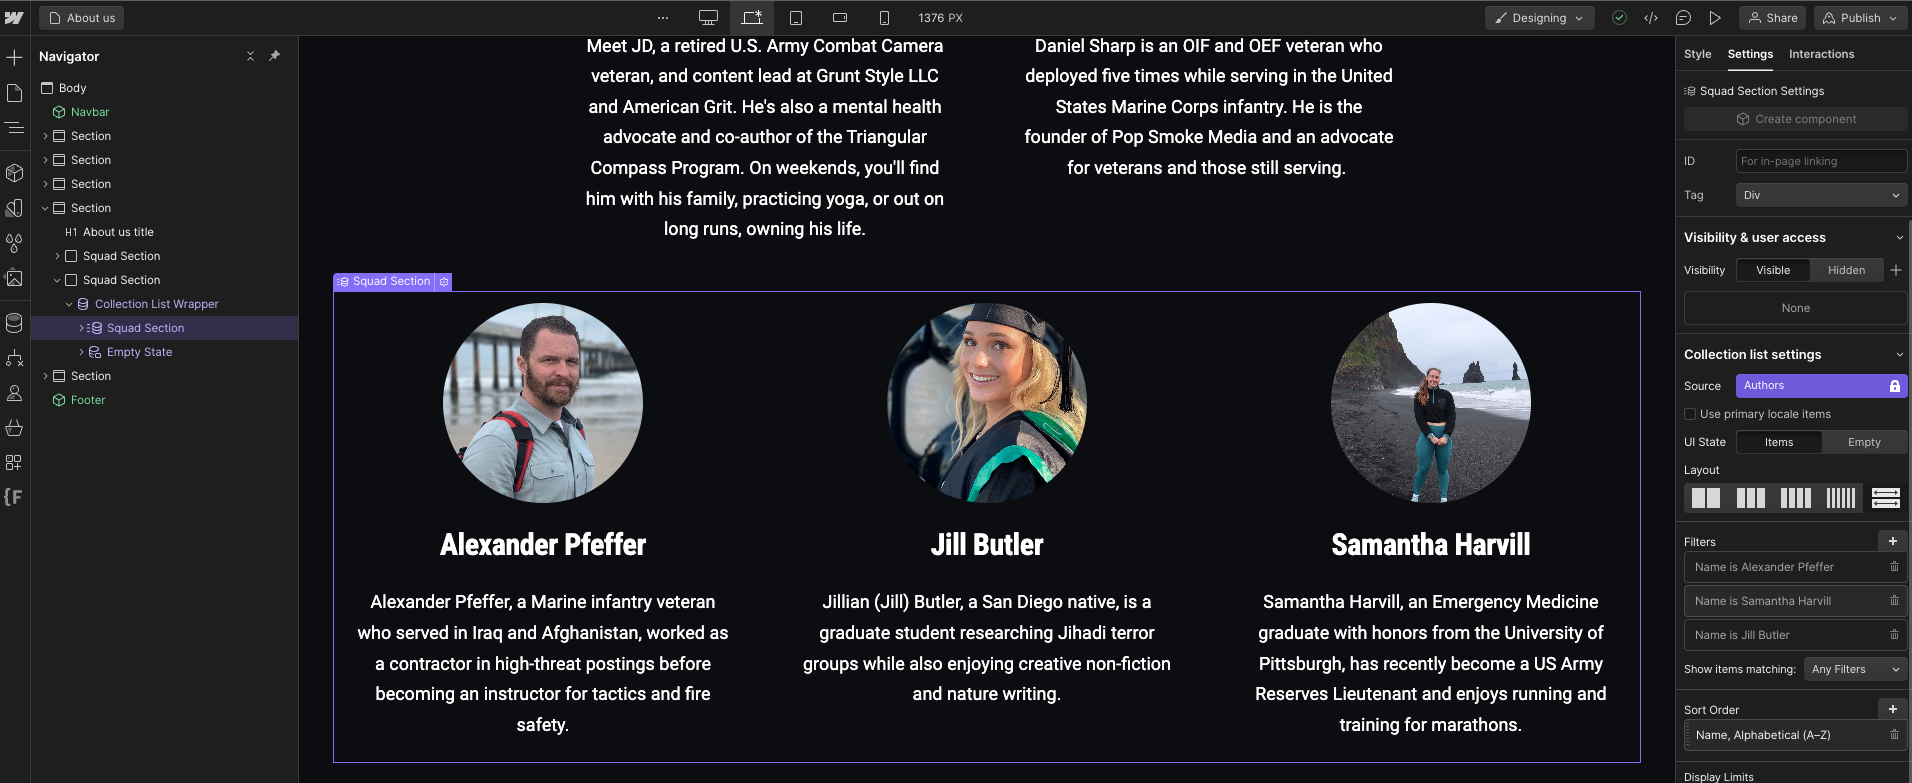 About us
1376 PX
Designing
Share
Publish
Navigator
Body
Navbar
Section
Section
Section
Section
H1 About us title
Squad Section
Squad Section
Collection List Wrapper
Squad Section
Empty State
Section
Footer
Meet JD, a retired U.S. Army Combat Camera
veteran, and content lead at Grunt Style LLC
and American Grit. He's also a mental health
advocate and co-author of the Triangular
Compass Program. On weekends, you'll find
him with his family, practicing yoga, or out on
long runs, owning his life.
Daniel Sharp is an OIF and OEF veteran who
deployed five times while serving in the United
States Marine Corps infantry. He is the
founder of Pop Smoke Media and an advocate
for veterans and those still serving.
Squad Section
Alexander Pfeffer
Alexander Pfeffer, a Marine infantry veteran
who served in Iraq and Afghanistan, worked as
a contractor in high-threat postings before
becoming an instructor for tactics and fire
safety.
Jill Butler
Jillian (Jill) Butler, a San Diego native, is a
graduate student researching Jihadi terror
groups while also enjoying creative non-fiction
and nature writing.
Samantha Harvill
Samantha Harvill, an Emergency Medicine
graduate with honors from the University of
Pittsburgh, has recently become a US Army
Reserves Lieutenant and enjoys running and
training for marathons.
Style Settings Interactions
Squad Section Settings
Create component
ID For in-page linking
Tag Div
Visibility & user access
Visibility Visible Hidden
None
Collection list settings
Source Authors
Use primary locale items
UI State Items Empty
Layout
Filters
Name is Alexander Pfeffer
Name is Samantha Harvill
Name is Jill Butler
Show items matching: Any Filters
Sort Order
Name, Alphabetical (A–Z)
Display Limits